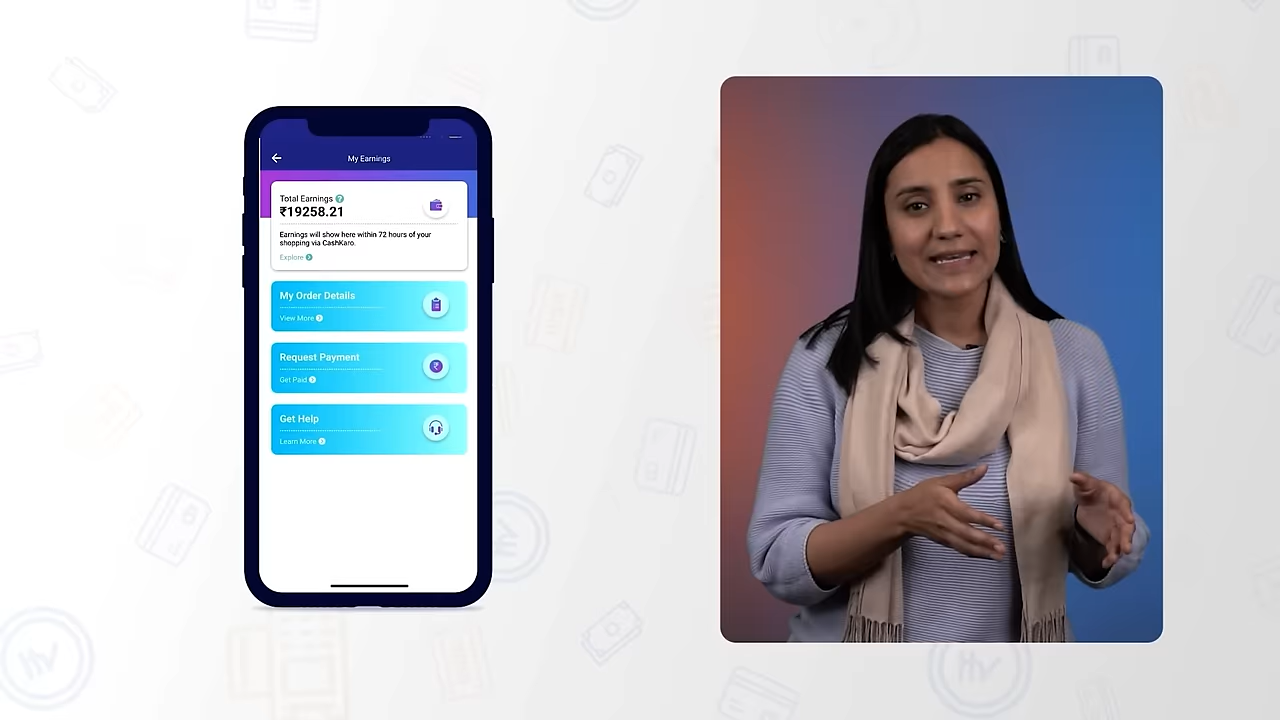 My Earnings
Total Earnings ?
₹19258.21
Earnings will show here within 72 hours of your
shopping via CashKaro.
Explore
My Order Details
View More
Request Payment
₹
Get Paid
Get Help
Learn More